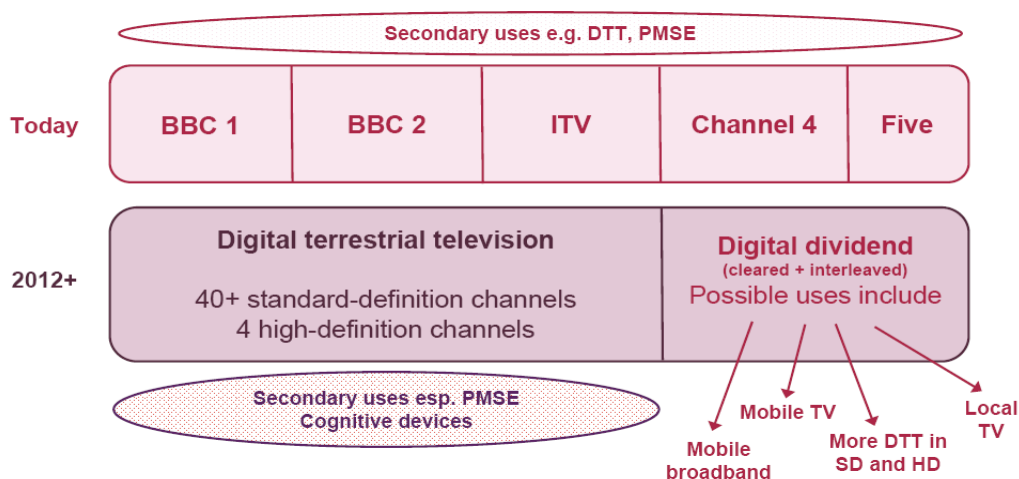 Secondary uses e.g. DTT, PMSE
Today
BBC 1
BBC 2
ITV
Channel 4
Five
2012+
Digital terrestrial television
40+ standard-definition channels
4 high-definition channels
Digital dividend
(cleared + interleaved)
Possible uses include
Secondary uses esp. PMSE
Cognitive devices
Mobile
broadband
Mobile TV
More DTT in
SD and HD
Local
TV